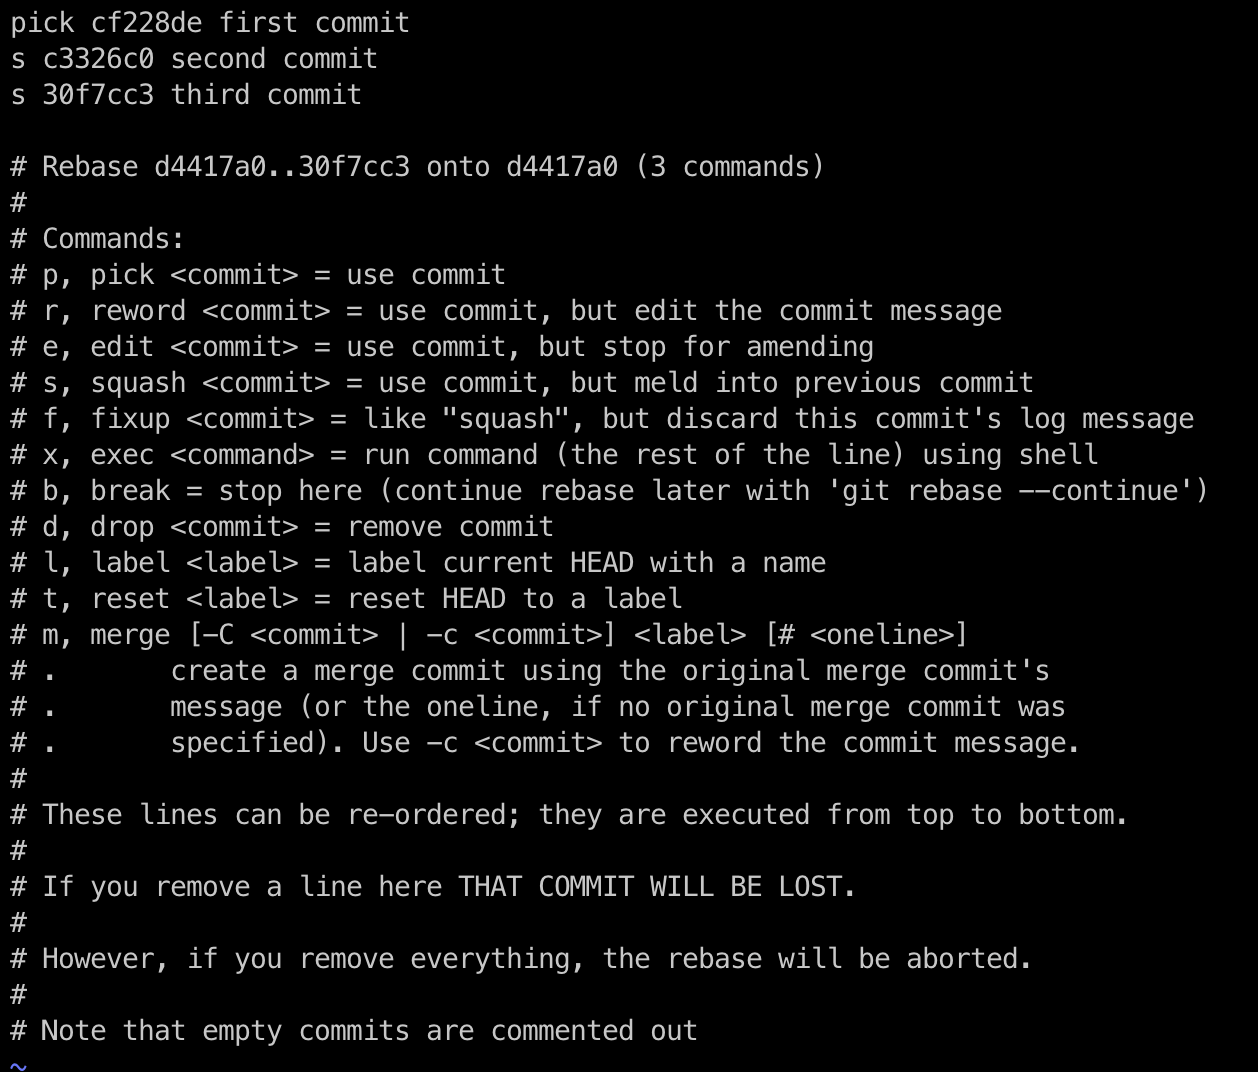 pick cf228de first commit
s c3326c0 second commit
s 30f7cc3 third commit

# Rebase d4417a0..30f7cc3 onto d4417a0 (3 commands)
#
# Commands:
# p, pick <commit> = use commit
# r, reword <commit> = use commit, but edit the commit message
# e, edit <commit> = use commit, but stop for amending
# s, squash <commit> = use commit, but meld into previous commit
# f, fixup <commit> = like "squash", but discard this commit's log message
# x, exec <command> = run command (the rest of the line) using shell
# b, break = stop here (continue rebase later with 'git rebase --continue')
# d, drop <commit> = remove commit
# l, label <label> = label current HEAD with a name
# t, reset <label> = reset HEAD to a label
# m, merge [-C <commit> | -c <commit>] <label> [# <oneline>]
# .       create a merge commit using the original merge commit's
# .       message (or the oneline, if no original merge commit was
# .       specified). Use -c <commit> to reword the commit message.
#
# These lines can be re-ordered; they are executed from top to bottom.
#
# If you remove a line here THAT COMMIT WILL BE LOST.
#
# However, if you remove everything, the rebase will be aborted.
#
# Note that empty commits are commented out
~